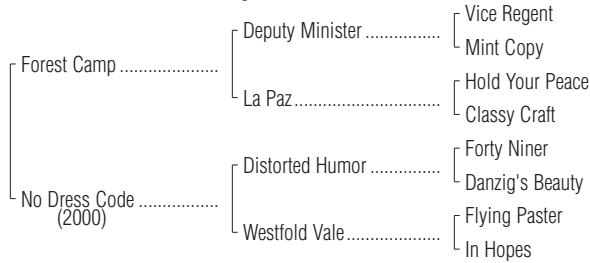 Vice Regent
Deputy Minister ................
Mint Copy
Forest Camp .....................
Hold Your Peace
La Paz...............................
Classy Craft
Forty Niner
Distorted Humor ...............
Danzig's Beauty
No Dress Code .................
(2000)
Flying Paster
Westfold Vale....................
In Hopes